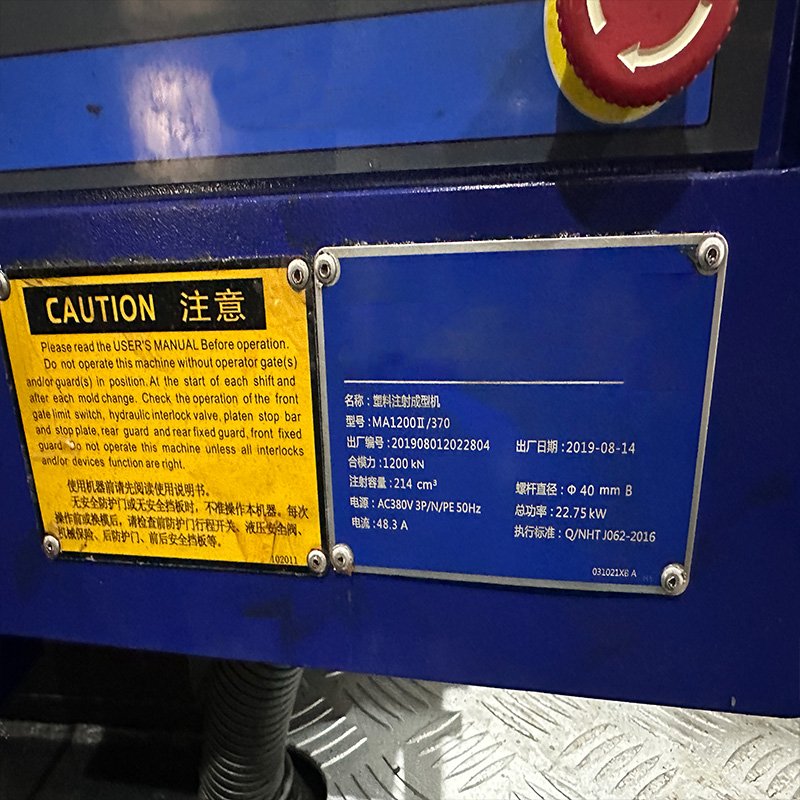 CAUTION 注意
Please read the USER'S MANUAL Before operation.
Do not operate this machine without operator gate(s)
and/or guard(s) in position. At the start of each shift and
after each mold change. Check the operation of the front
gate limit switch, hydraulic interlock valve, platen stop bar
and stop plate, rear guard and rear fixed guard, front fixed
guard. Do not operate this machine unless all interlocks
and/or devices function are right.
使用机器前请先阅读使用说明书。
无安全防护门或无安全挡板时，不准操作本机器。每次
操作前或换模后，请检查前防护门行程开关、液压安全阀、
机械保险、后防护门、前后安全挡板等。
102011
名称：塑料注射成型机
型号：MA1200Ⅱ/370
出厂编号：201908012022804 出厂日期：2019-08-14
合模力：1200 kN
注射容量：214 cm³ 螺杆直径：Φ 40 mm B
电源：AC380V 3P/N/PE 50Hz 总功率：22.75 kW
电流：48.3 A 执行标准：Q/NHT J062-2016
031021XB A